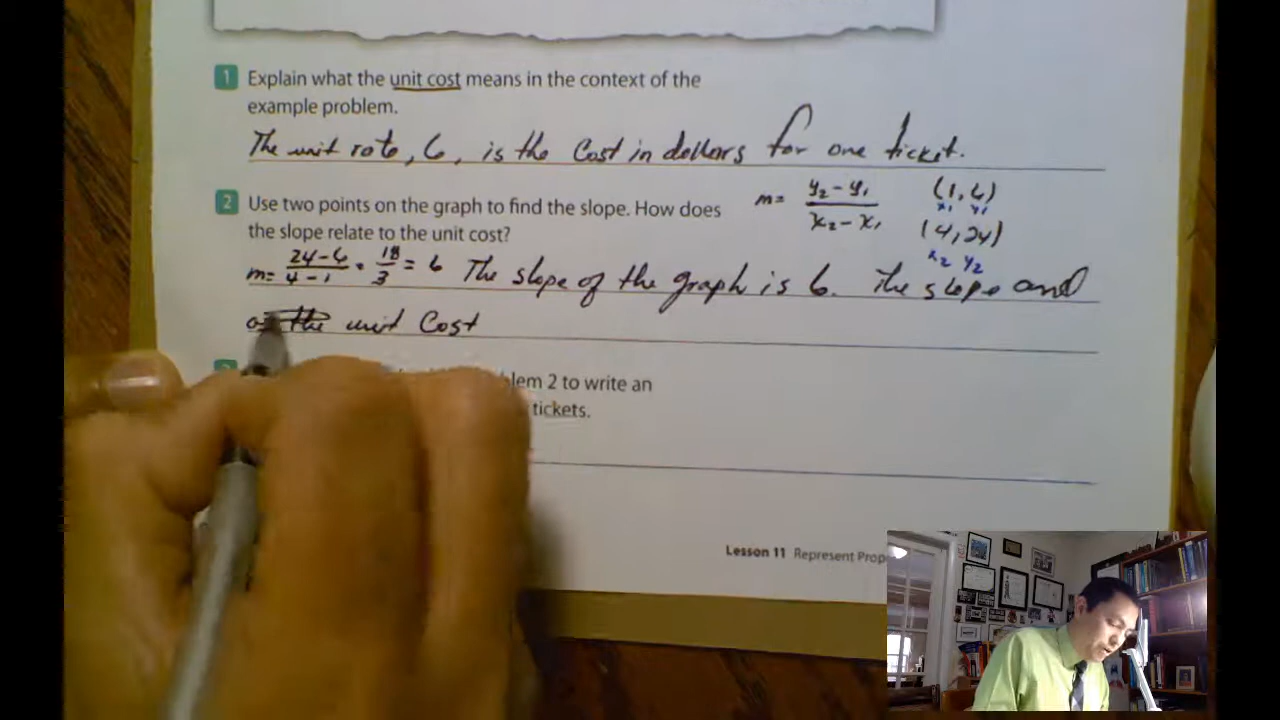 1 Explain what the unit cost means in the context of the
example problem.
The unit rate, 6, is the Cost in dollars for one ticket.
m= y₂-y₁ / x₂-x₁ (1,6)
x₁ y₁
2 Use two points on the graph to find the slope. How does
the slope relate to the unit cost?
(4,24)
x₂ y₂
m= 24-6 / 4-1 = 18 / 3 = 6 The slope of the graph is 6. The slope and
the unit Cost
lem 2 to write an
tickets.
Lesson 11 Represent Prop